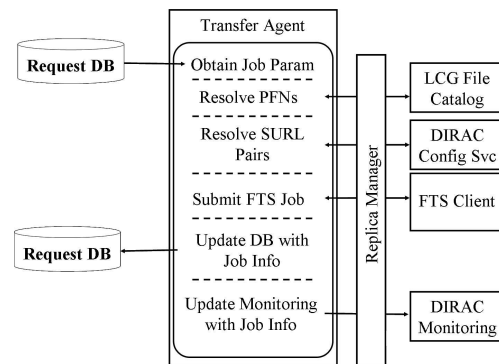 Transfer Agent
Request DB
Obtain Job Param
Resolve PFNs
Resolve SURL
Pairs
Submit FTS Job
Request DB
Update DB with
Job Info
Update Monitoring
with Job Info
Replica Manager
LCG File
Catalog
DIRAC
Config Svc
FTS Client
DIRAC
Monitoring